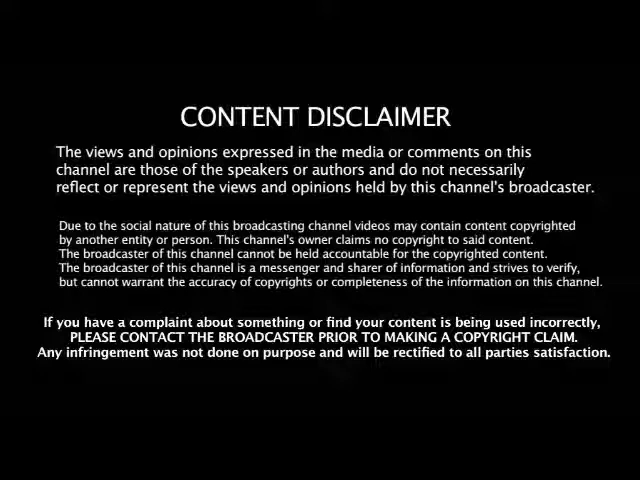 CONTENT DISCLAIMER
The views and opinions expressed in the media or comments on this
channel are those of the speakers or authors and do not necessarily
reflect or represent the views and opinions held by this channel's broadcaster.
Due to the social nature of this broadcasting channel videos may contain content copyrighted
by another entity or person. This channel's owner claims no copyright to said content.
The broadcaster of this channel cannot be held accountable for the copyrighted content.
The broadcaster of this channel is a messenger and sharer of information and strives to verify,
but cannot warrant the accuracy of copyrights or completeness of the information on this channel.
If you have a complaint about something or find your content is being used incorrectly,
PLEASE CONTACT THE BROADCASTER PRIOR TO MAKING A COPYRIGHT CLAIM.
Any infringement was not done on purpose and will be rectified to all parties satisfaction.